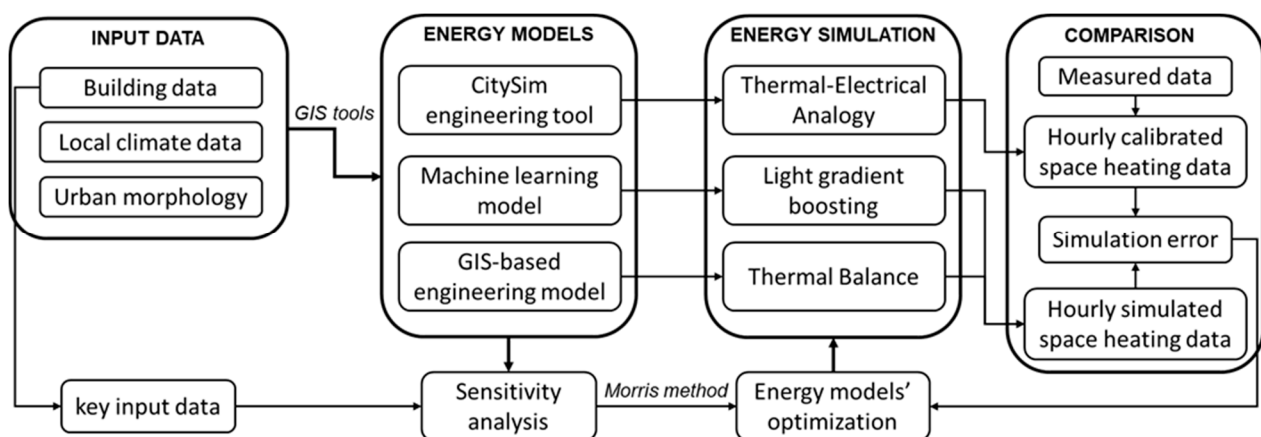 INPUT DATA
Building data
Local climate data
Urban morphology
GIS tools
ENERGY MODELS
CitySim
engineering tool
Machine learning
model
GIS-based
engineering model
ENERGY SIMULATION
Thermal-Electrical
Analogy
Light gradient
boosting
Thermal Balance
COMPARISON
Measured data
Hourly calibrated
space heating data
Simulation error
Hourly simulated
space heating data
key input data
Sensitivity
analysis
Morris method
Energy models'
optimization